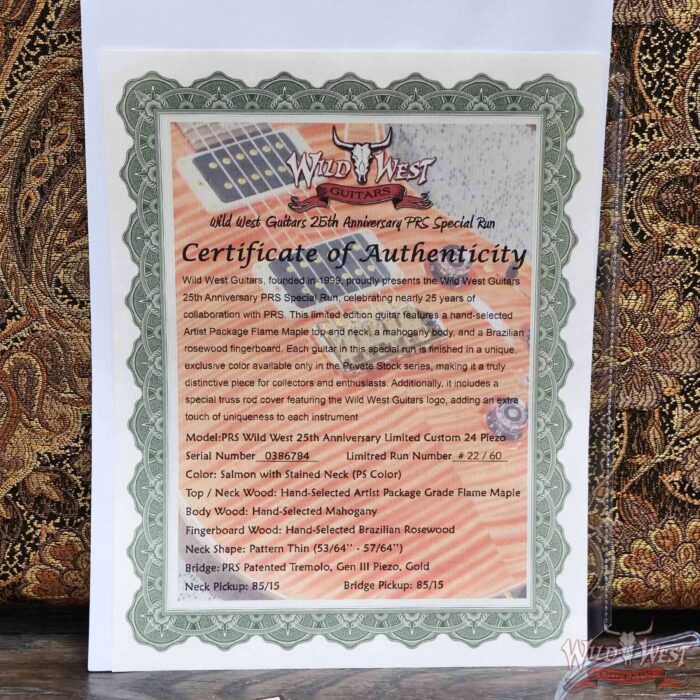 WILD WEST
GUITARS
Wild West Guitars 25th Anniversary PRS Special Run
Certificate of Authenticity
Wild West Guitars, founded in 1999, proudly presents the Wild West Guitars
25th Anniversary PRS Special Run, celebrating nearly 25 years of
collaboration with PRS. This limited edition guitar features a hand-selected
Artist Package Flame Maple top and neck, a mahogany body, and a Brazilian
rosewood fingerboard. Each guitar in this special run is finished in a unique,
exclusive color available only in the Private Stock series, making it a truly
distinctive piece for collectors and enthusiasts. Additionally, it includes a
special truss rod cover featuring the Wild West Guitars logo, adding an extra
touch of uniqueness to each instrument
Model:PRS Wild West 25th Anniversary Limited Custom 24 Piezo
Serial Number 0386784 Limitred Run Number # 22 / 60
Color: Salmon with Stained Neck (PS Color)
Top / Neck Wood: Hand-Selected Artist Package Grade Flame Maple
Body Wood: Hand-Selected Mahogany
Fingerboard Wood: Hand-Selected Brazilian Rosewood
Neck Shape: Pattern Thin (53/64'' - 57/64'')
Bridge: PRS Patented Tremolo, Gen III Piezo, Gold
Neck Pickup: 85/15 Bridge Pickup: 85/15
WILD WEST
GUITARS